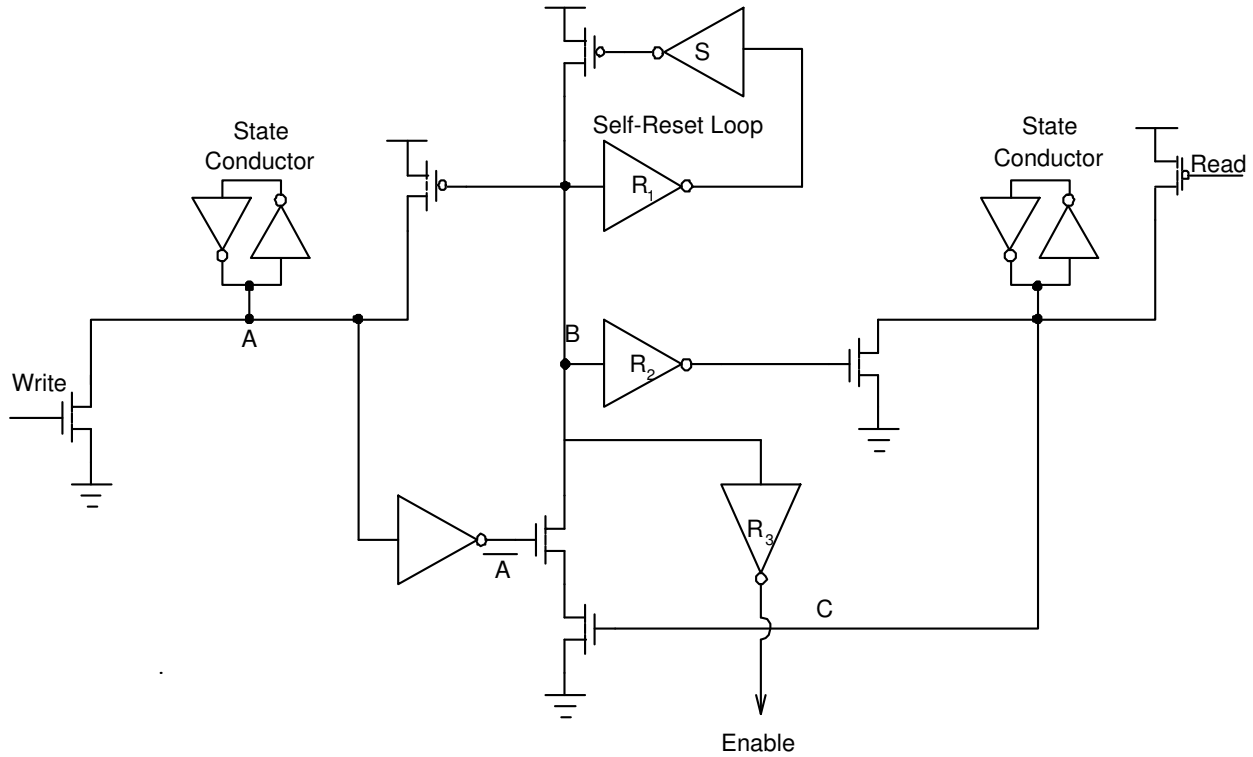 S
Self-Reset Loop
State
Conductor
State
Conductor
Read
R1
A
B
R2
Write
R3
A
C
Enable